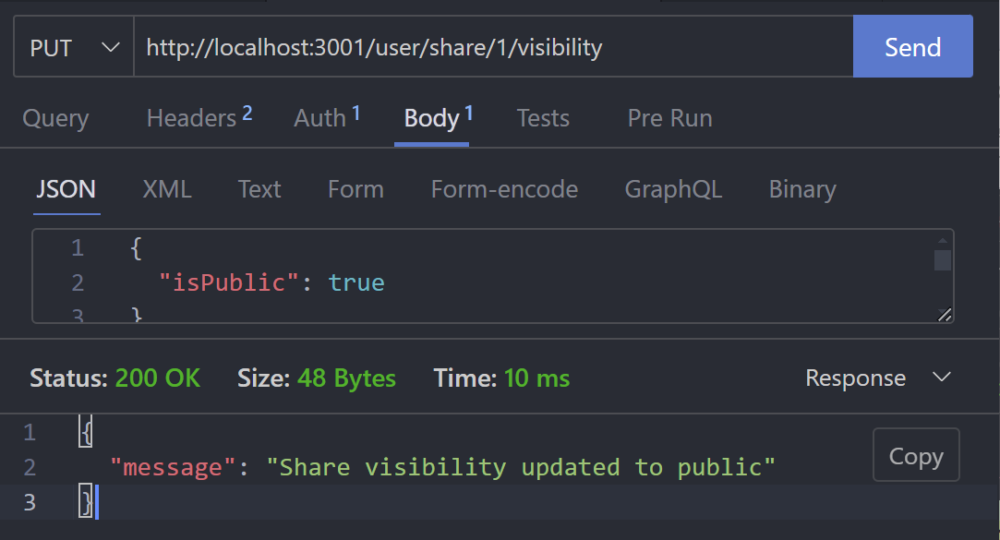 PUT http://localhost:3001/user/share/1/visibility Send
Query Headers 2 Auth 1 Body 1 Tests Pre Run
JSON XML Text Form Form-encode GraphQL Binary
1 {
2 "isPublic": true
3 }
Status: 200 OK Size: 48 Bytes Time: 10 ms Response
1 {
2 "message": "Share visibility updated to public"
Copy
3 }